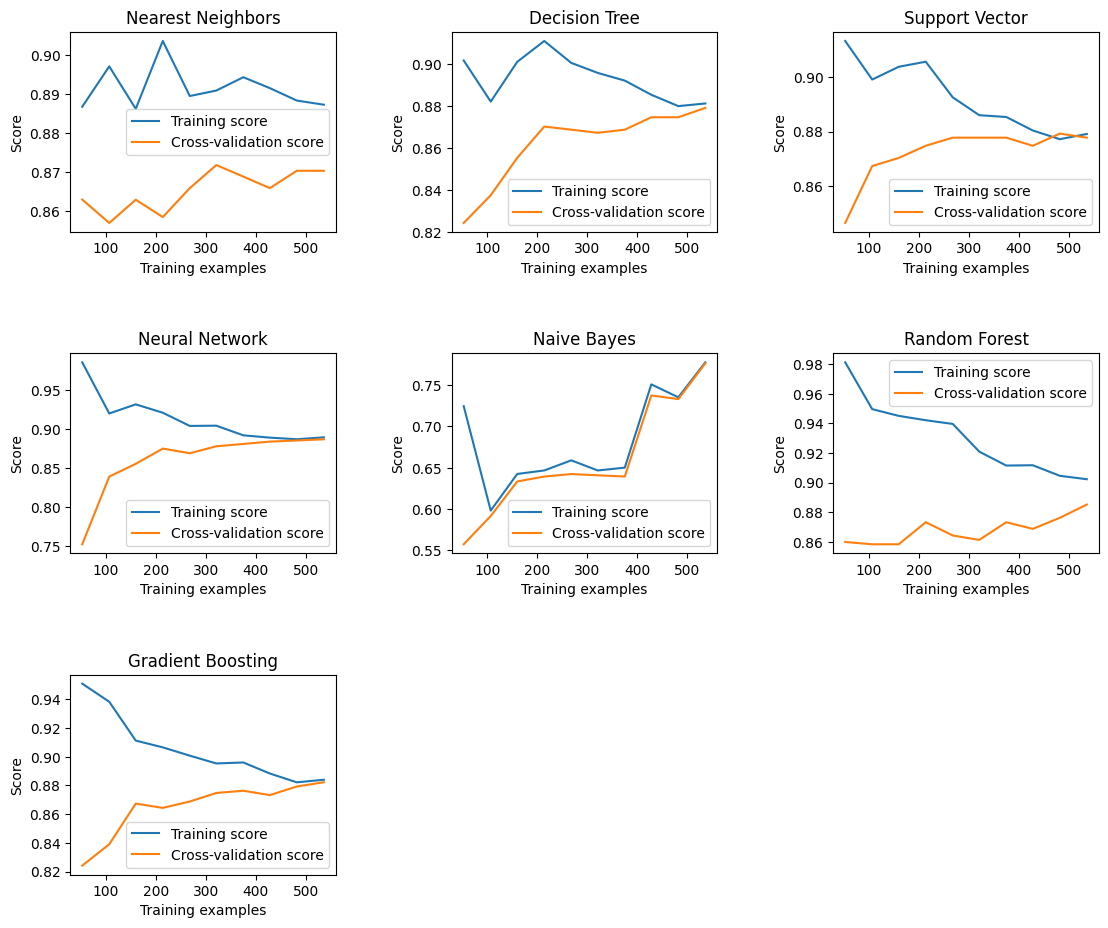 Nearest Neighbors
0.90
0.89
0.88
0.87
0.86
Score
Training score
Cross-validation score
100 200 300 400 500
Training examples
Decision Tree
0.90
0.88
0.86
0.84
0.82
Score
Training score
Cross-validation score
100 200 300 400 500
Training examples
Support Vector
0.90
0.88
0.86
Score
Training score
Cross-validation score
100 200 300 400 500
Training examples
Neural Network
0.95
0.90
0.85
0.80
0.75
Score
Training score
Cross-validation score
100 200 300 400 500
Training examples
Naive Bayes
0.75
0.70
0.65
0.60
0.55
Score
Training score
Cross-validation score
100 200 300 400 500
Training examples
Random Forest
0.98
0.96
0.94
0.92
0.90
0.88
0.86
Score
Training score
Cross-validation score
100 200 300 400 500
Training examples
Gradient Boosting
0.94
0.92
0.90
0.88
0.86
0.84
0.82
Score
Training score
Cross-validation score
100 200 300 400 500
Training examples